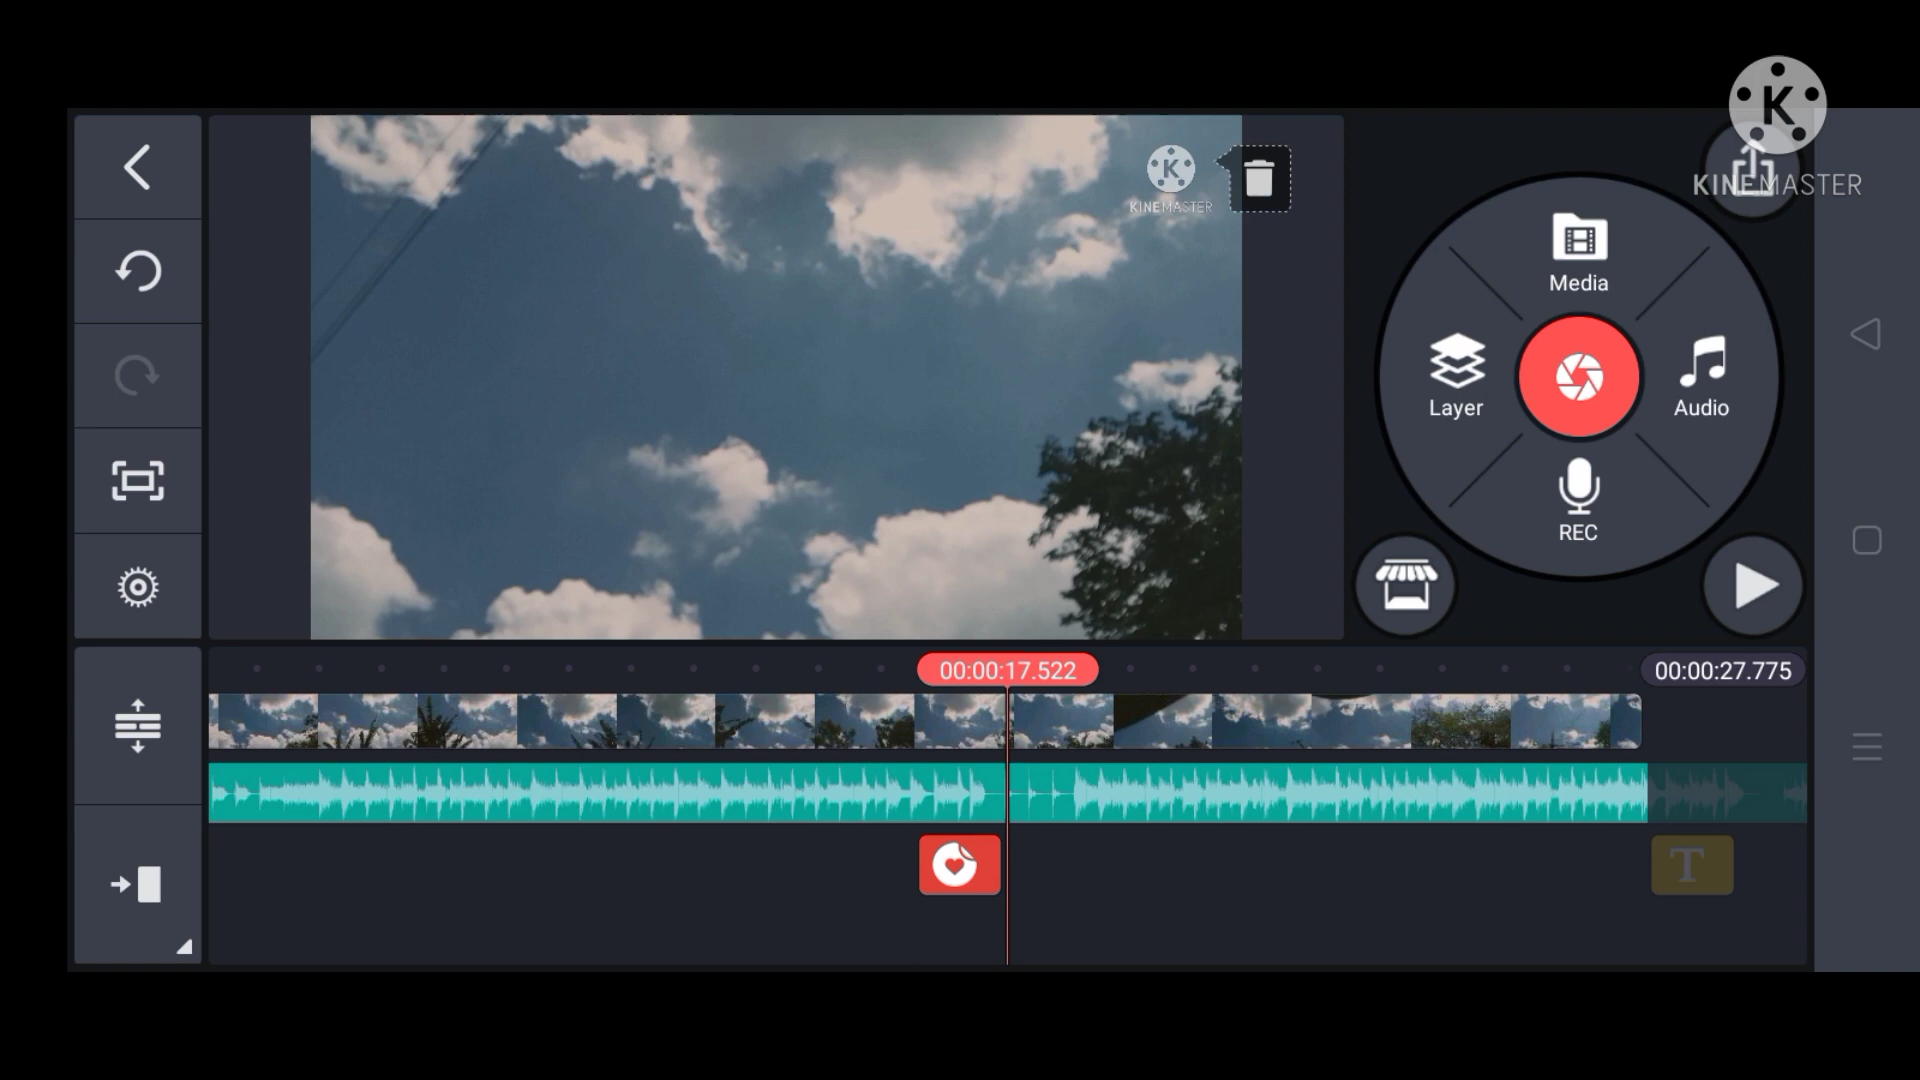 K
KINEMASTER
K
KINEMASTER
Media
Layer
Audio
REC
00:00:17.522
00:00:27.775
T